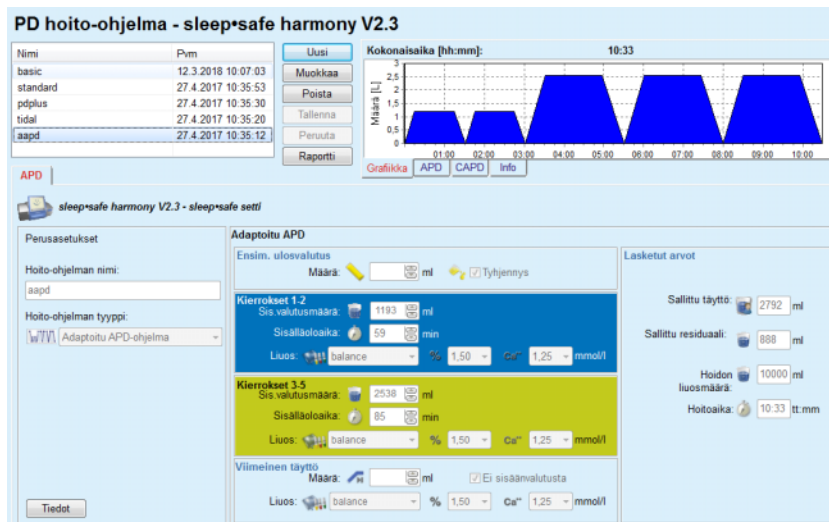 PD hoito-ohjelma - sleep•safe harmony V2.3
Nimi Pvm
basic 12.3.2018 10:07:03
standard 27.4.2017 10:35:53
pdplus 27.4.2017 10:35:30
tidal 27.4.2017 10:35:20
aapd 27.4.2017 10:35:12
Uusi
Muokkaa
Poista
Tallenna
Peruuta
Raportti
Kokonaisaika [hh:mm]: 10:33
Määrä [L]
3
2,5
2
1,5
1
0,5
0
01:00 02:00 03:00 04:00 05:00 06:00 07:00 08:00 09:00 10:00
Grafiikka APD CAPD Info
APD
sleep•safe harmony V2.3 - sleep•safe setti
Perusasetukset
Hoito-ohjelman nimi:
aapd
Hoito-ohjelman tyyppi:
Adaptoitu APD-ohjelma
Tiedot
Adaptoitu APD
Ensim. ulosvalutus
Määrä: ml Tyhjennys
Kierrokset 1-2
Sis.valutusmäärä: 1193 ml
Sisälläoloaika: 59 min
Liuos: balance % 1,50 Ca++ 1,25 mmol/l
Kierrokset 3-5
Sis.valutusmäärä: 2538 ml
Sisälläoloaika: 85 min
Liuos: balance % 1,50 Ca++ 1,25 mmol/l
Viimeinen täyttö
Määrä: ml Ei sisäänvalutusta
Liuos: balance % 1,50 Ca++ 1,25 mmol/l
Lasketut arvot
Sallittu täyttö: 2792 ml
Sallittu residuaali: 888 ml
Hoidon
liuosmäärä: 10000 ml
Hoitoaika: 10:33 tt:mm